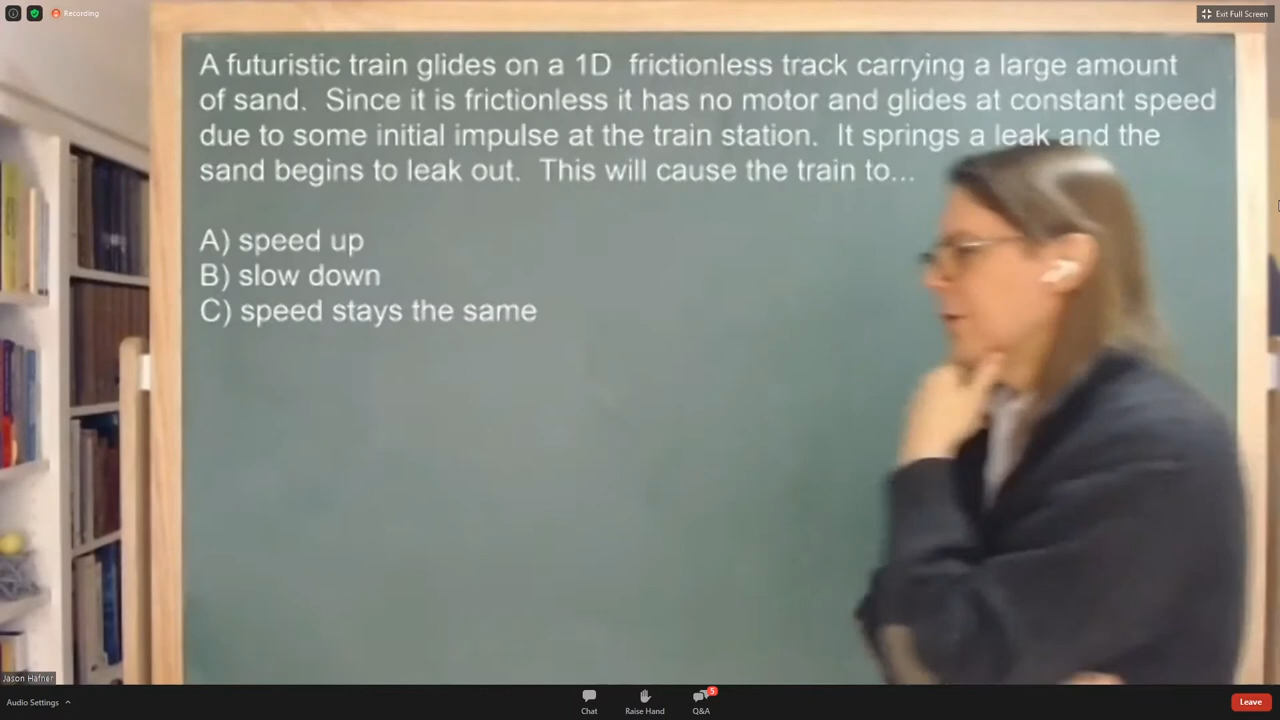 Recording
Exit Full Screen
A futuristic train glides on a 1D frictionless track carrying a large amount
of sand. Since it is frictionless it has no motor and glides at constant speed
due to some initial impulse at the train station. It springs a leak and the
sand begins to leak out. This will cause the train to...
A) speed up
B) slow down
C) speed stays the same
Jason Hafner
Audio Settings
Chat
Raise Hand
5
Q&A
Leave